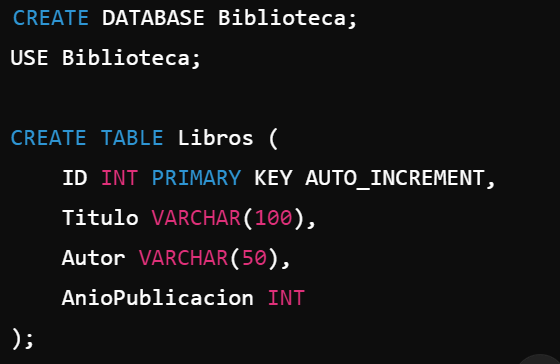 CREATE DATABASE Biblioteca;
USE Biblioteca;
CREATE TABLE Libros (
    ID INT PRIMARY KEY AUTO_INCREMENT,
    Titulo VARCHAR(100),
    Autor VARCHAR(50),
    AnioPublicacion INT
);